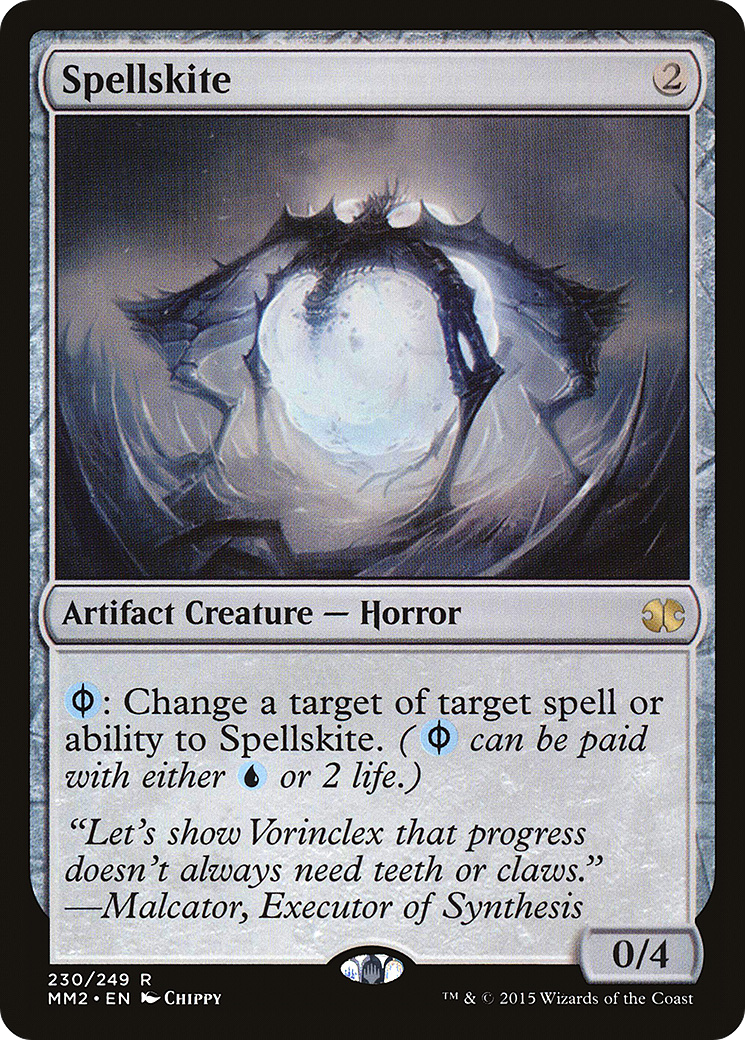 Spellskite 2
Artifact Creature — Horror
Φ: Change a target of target spell or
ability to Spellskite. (Φ can be paid
with either or 2 life.)
“Let’s show Vorinclex that progress
doesn’t always need teeth or claws.”
—Malcator, Executor of Synthesis
0/4
230/249 R
MM2 • EN Chippy
™ & © 2015 Wizards of the Coast